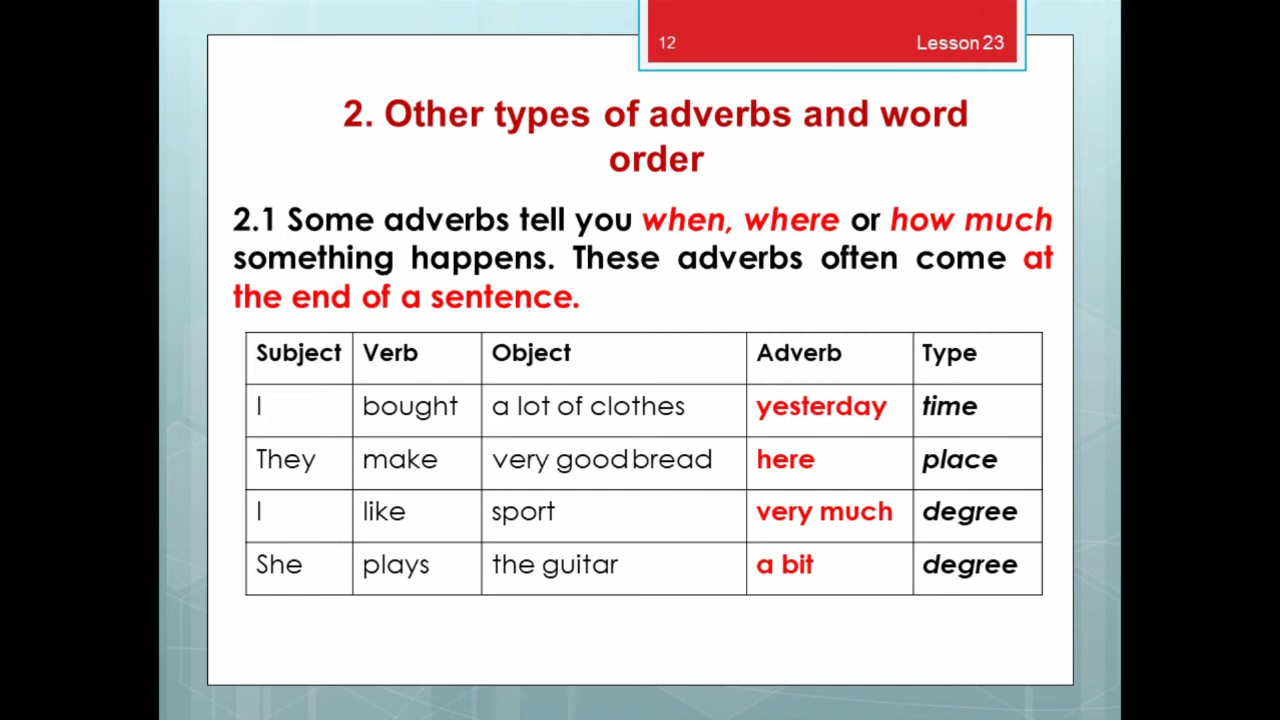 12 Lesson 23
2. Other types of adverbs and word
order
2.1 Some adverbs tell you when, where or how much
something happens. These adverbs often come at
the end of a sentence.
Subject Verb Object Adverb Type
I bought a lot of clothes yesterday time
They make very good bread here place
I like sport very much degree
She plays the guitar a bit degree